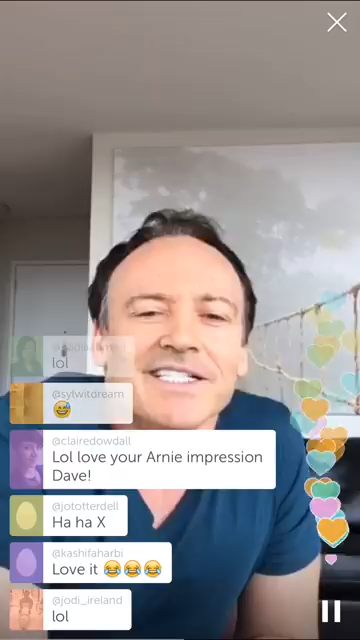 lol
@sylwitdream
😅
@clairedowdall
Lol love your Arnie impression
Dave!
@jototterdell
Ha ha X
@kashifaharbi
Love it 😂😂😂
@jodi_ireland
lol